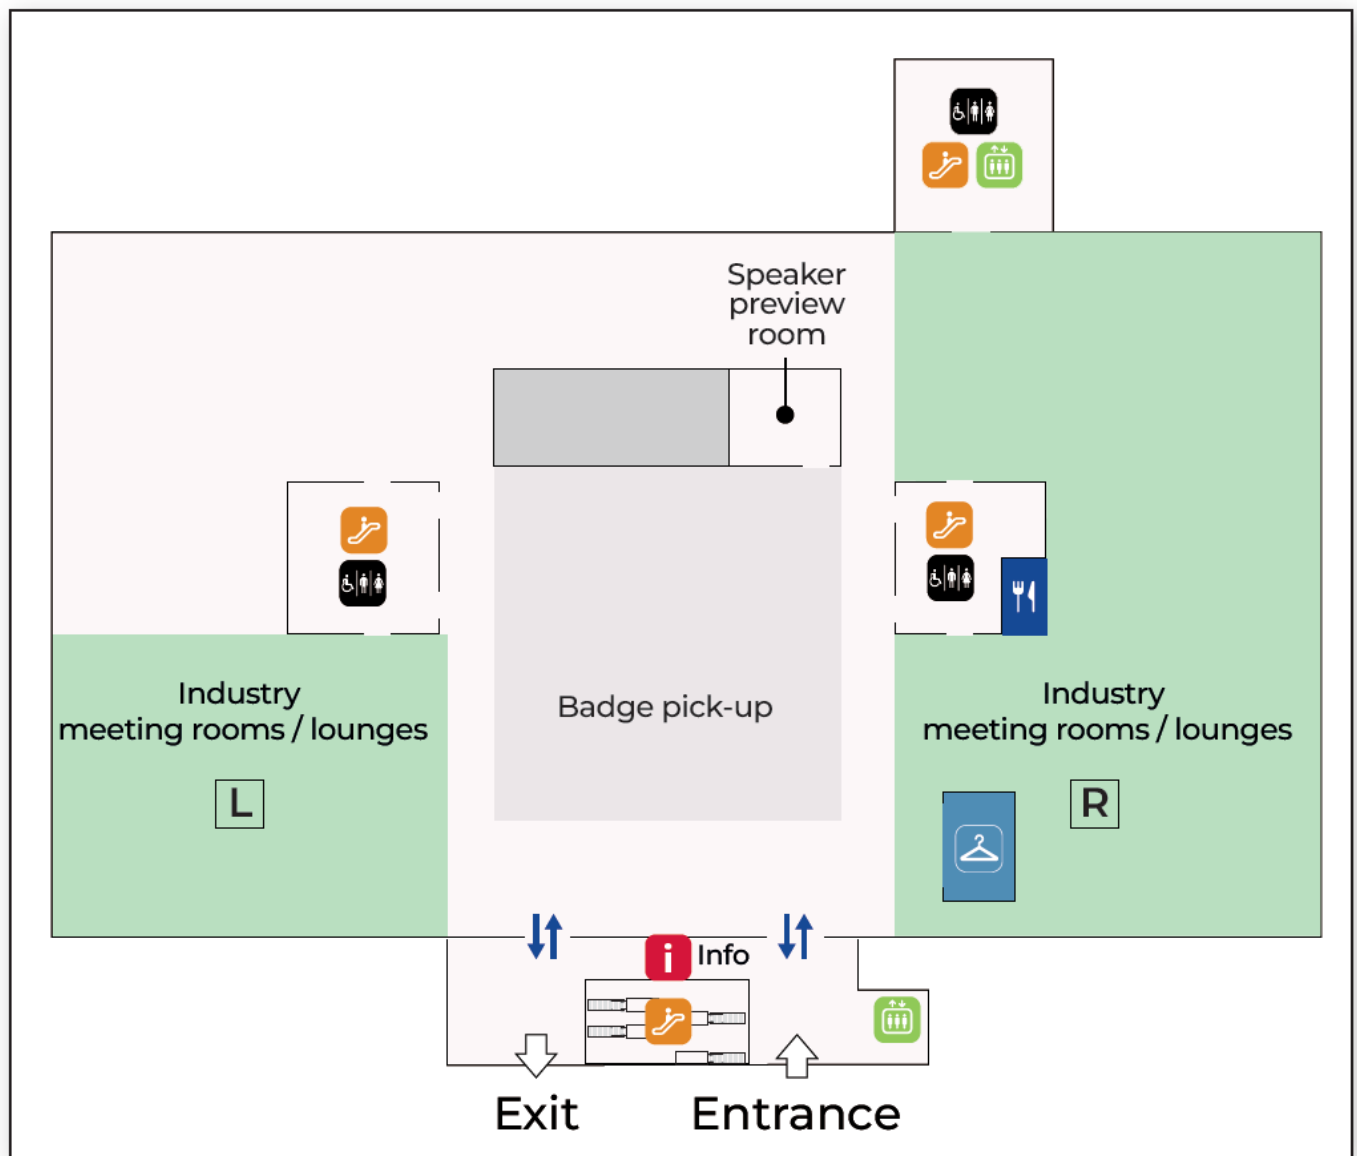 Speaker
preview
room
Badge pick-up
Industry
meeting rooms / lounges
L
Industry
meeting rooms / lounges
R
i Info
Exit
Entrance